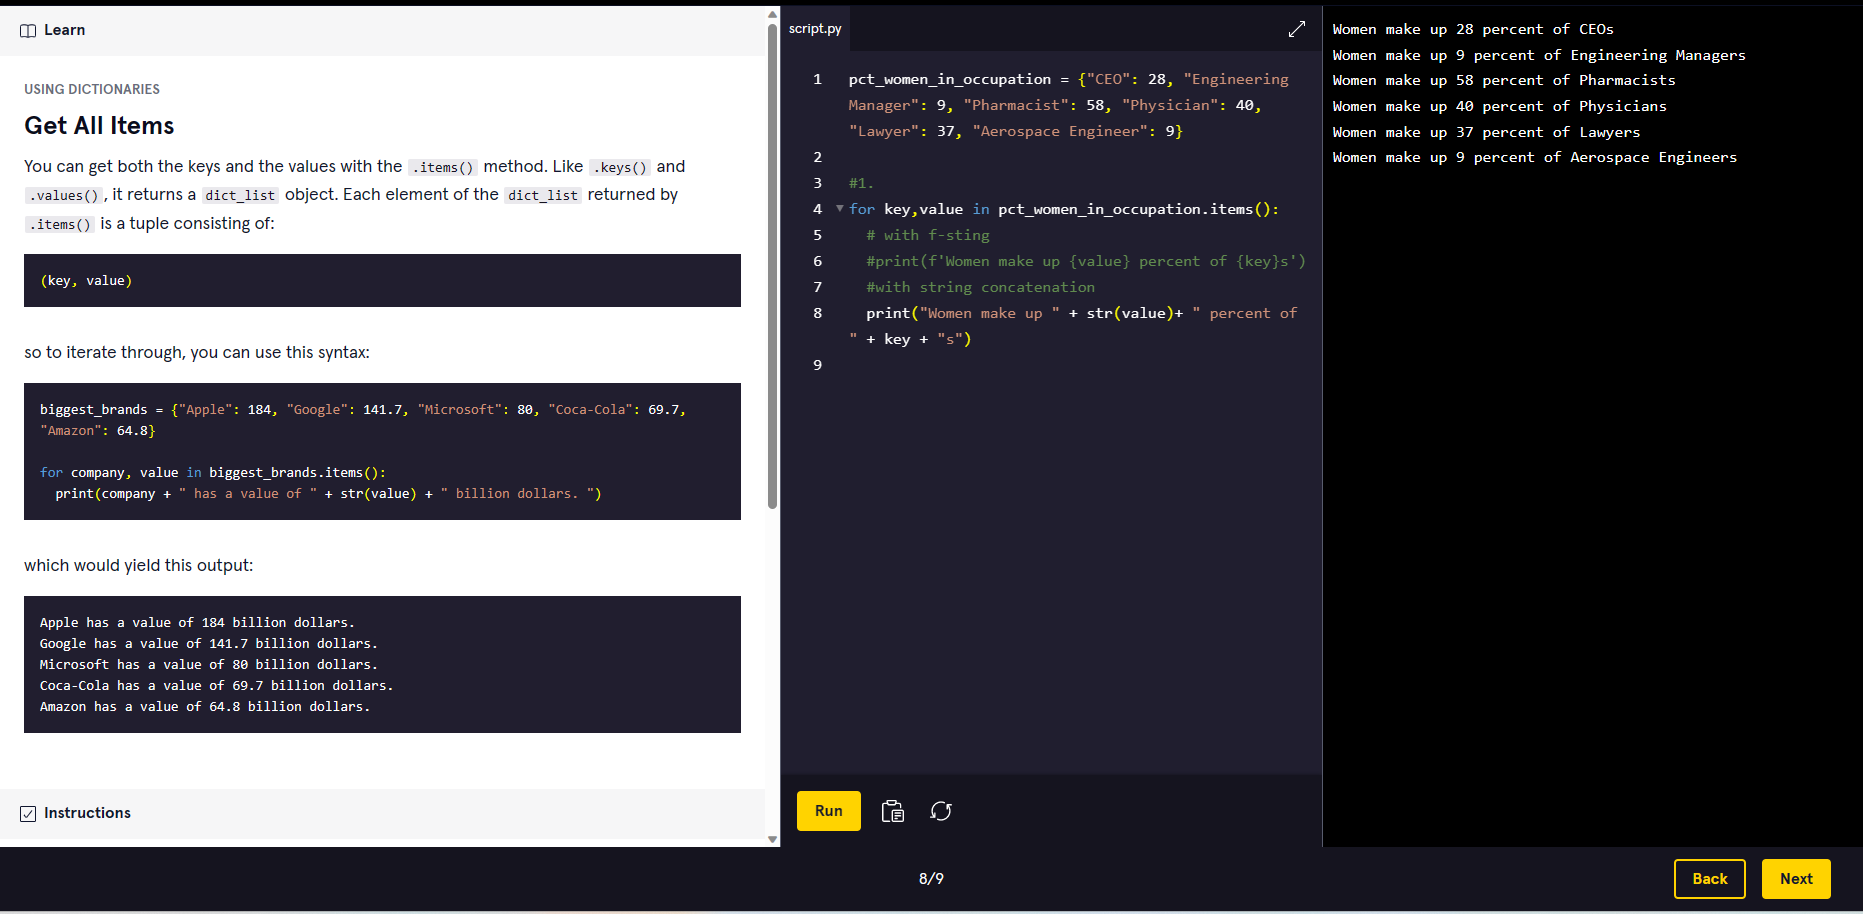 Learn
USING DICTIONARIES
Get All Items
You can get both the keys and the values with the .items() method. Like .keys() and
.values(), it returns a dict_list object. Each element of the dict_list returned by
.items() is a tuple consisting of:
(key, value)
so to iterate through, you can use this syntax:
biggest_brands = {"Apple": 184, "Google": 141.7, "Microsoft": 80, "Coca-Cola": 69.7,
"Amazon": 64.8}
for company, value in biggest_brands.items():
print(company + " has a value of " + str(value) + " billion dollars. ")
which would yield this output:
Apple has a value of 184 billion dollars.
Google has a value of 141.7 billion dollars.
Microsoft has a value of 80 billion dollars.
Coca-Cola has a value of 69.7 billion dollars.
Amazon has a value of 64.8 billion dollars.
Instructions
script.py
1 pct_women_in_occupation = {"CEO": 28, "Engineering
Manager": 9, "Pharmacist": 58, "Physician": 40,
"Lawyer": 37, "Aerospace Engineer": 9}
2
3 #1.
4 for key,value in pct_women_in_occupation.items():
5 # with f-sting
6 #print(f'Women make up {value} percent of {key}s')
7 #with string concatenation
8 print("Women make up " + str(value)+ " percent of
" + key + "s")
9
Run
Women make up 28 percent of CEOs
Women make up 9 percent of Engineering Managers
Women make up 58 percent of Pharmacists
Women make up 40 percent of Physicians
Women make up 37 percent of Lawyers
Women make up 9 percent of Aerospace Engineers
8/9
Back
Next